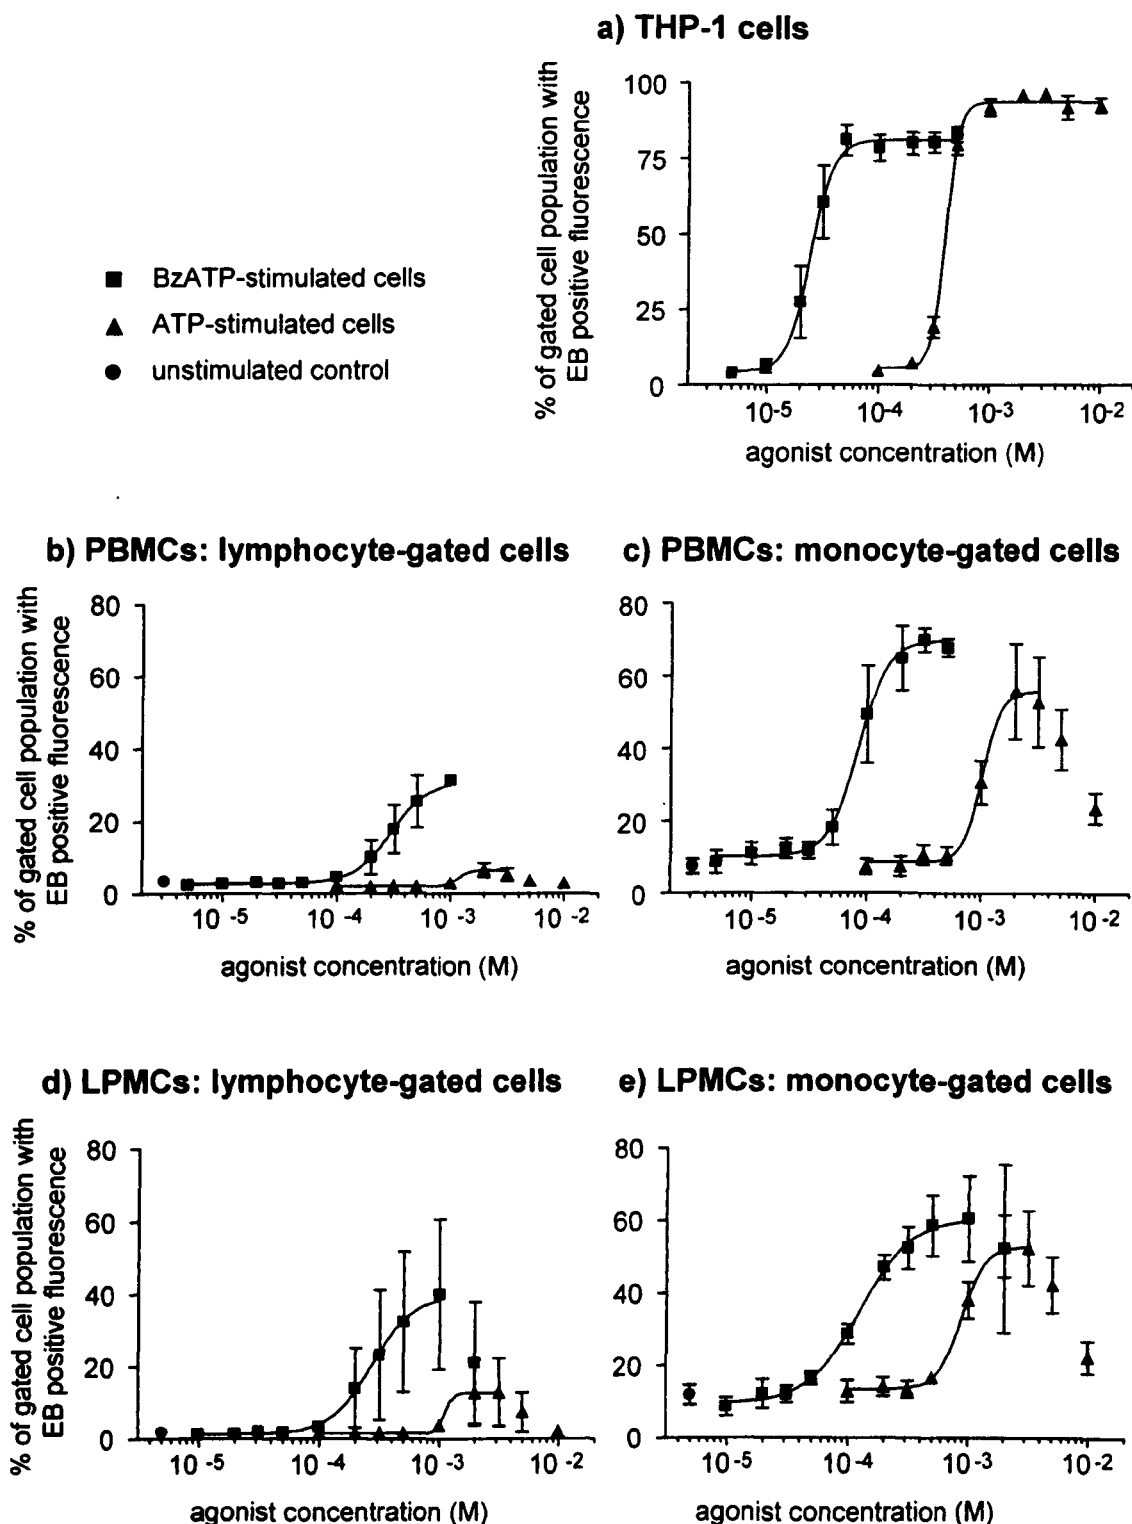 a) THP-1 cells
% of gated cell population with
EB positive fluorescence
100
75
50
25
0
10-5
10-4
10-3
10-2
agonist concentration (M)
BzATP-stimulated cells
ATP-stimulated cells
unstimulated control
b) PBMCs: lymphocyte-gated cells
% of gated cell population with
EB positive fluorescence
80
60
40
20
0
10-5
10-4
10-3
10-2
agonist concentration (M)
c) PBMCs: monocyte-gated cells
80
60
40
20
0
10-5
10-4
10-3
10-2
agonist concentration (M)
d) LPMCs: lymphocyte-gated cells
% of gated cell population with
EB positive fluorescence
80
60
40
20
0
10-5
10-4
10-3
10-2
agonist concentration (M)
e) LPMCs: monocyte-gated cells
80
60
40
20
0
10-5
10-4
10-3
10-2
agonist concentration (M)